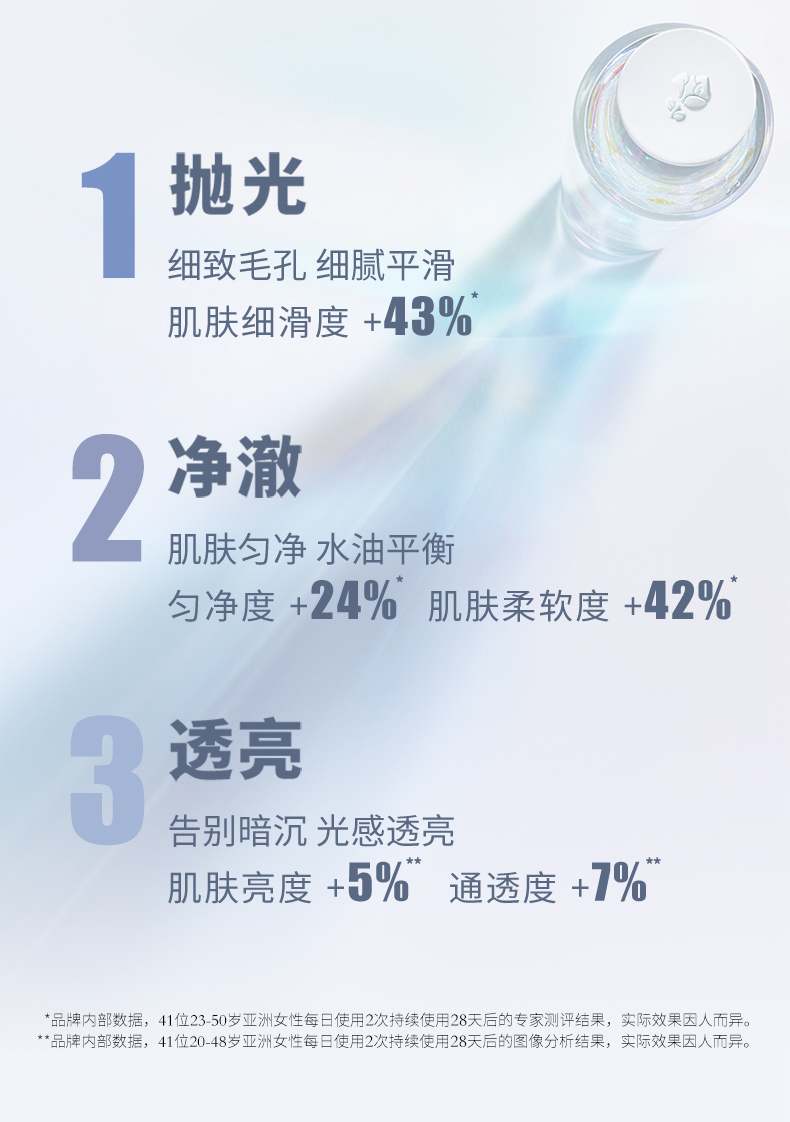 1 抛光
细致毛孔 细腻平滑
肌肤细滑度 +43%*
2 净澈
肌肤匀净 水油平衡
匀净度 +24%* 肌肤柔软度 +42%*
3 透亮
告别暗沉 光感透亮
肌肤亮度 +5%** 通透度 +7%**
*品牌内部数据，41位23-50岁亚洲女性每日使用2次持续使用28天后的专家测评结果，实际效果因人而异。
**品牌内部数据，41位20-48岁亚洲女性每日使用2次持续使用28天后的图像分析结果，实际效果因人而异。